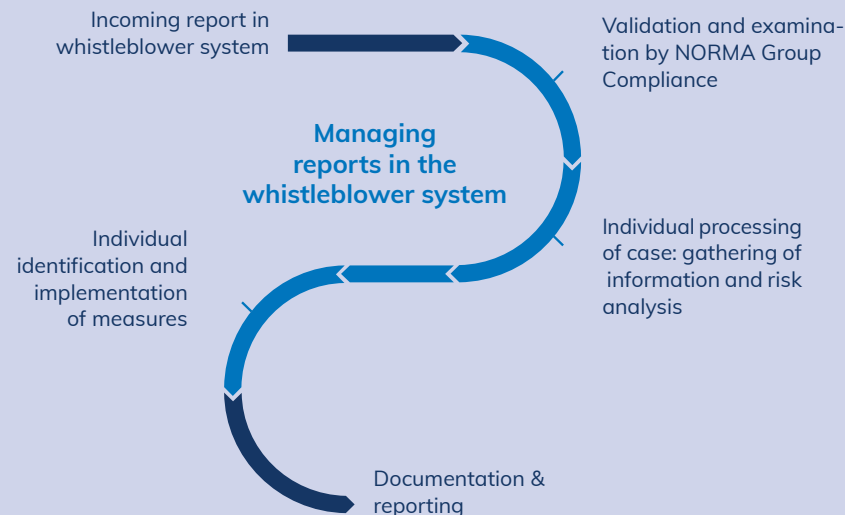 Incoming report in
whistleblower system
Validation and examina-
tion by NORMA Group
Compliance
Managing
reports in the
whistleblower system
Individual processing
of case: gathering of
information and risk
analysis
Individual
identification and
implementation
of measures
Documentation &
reporting